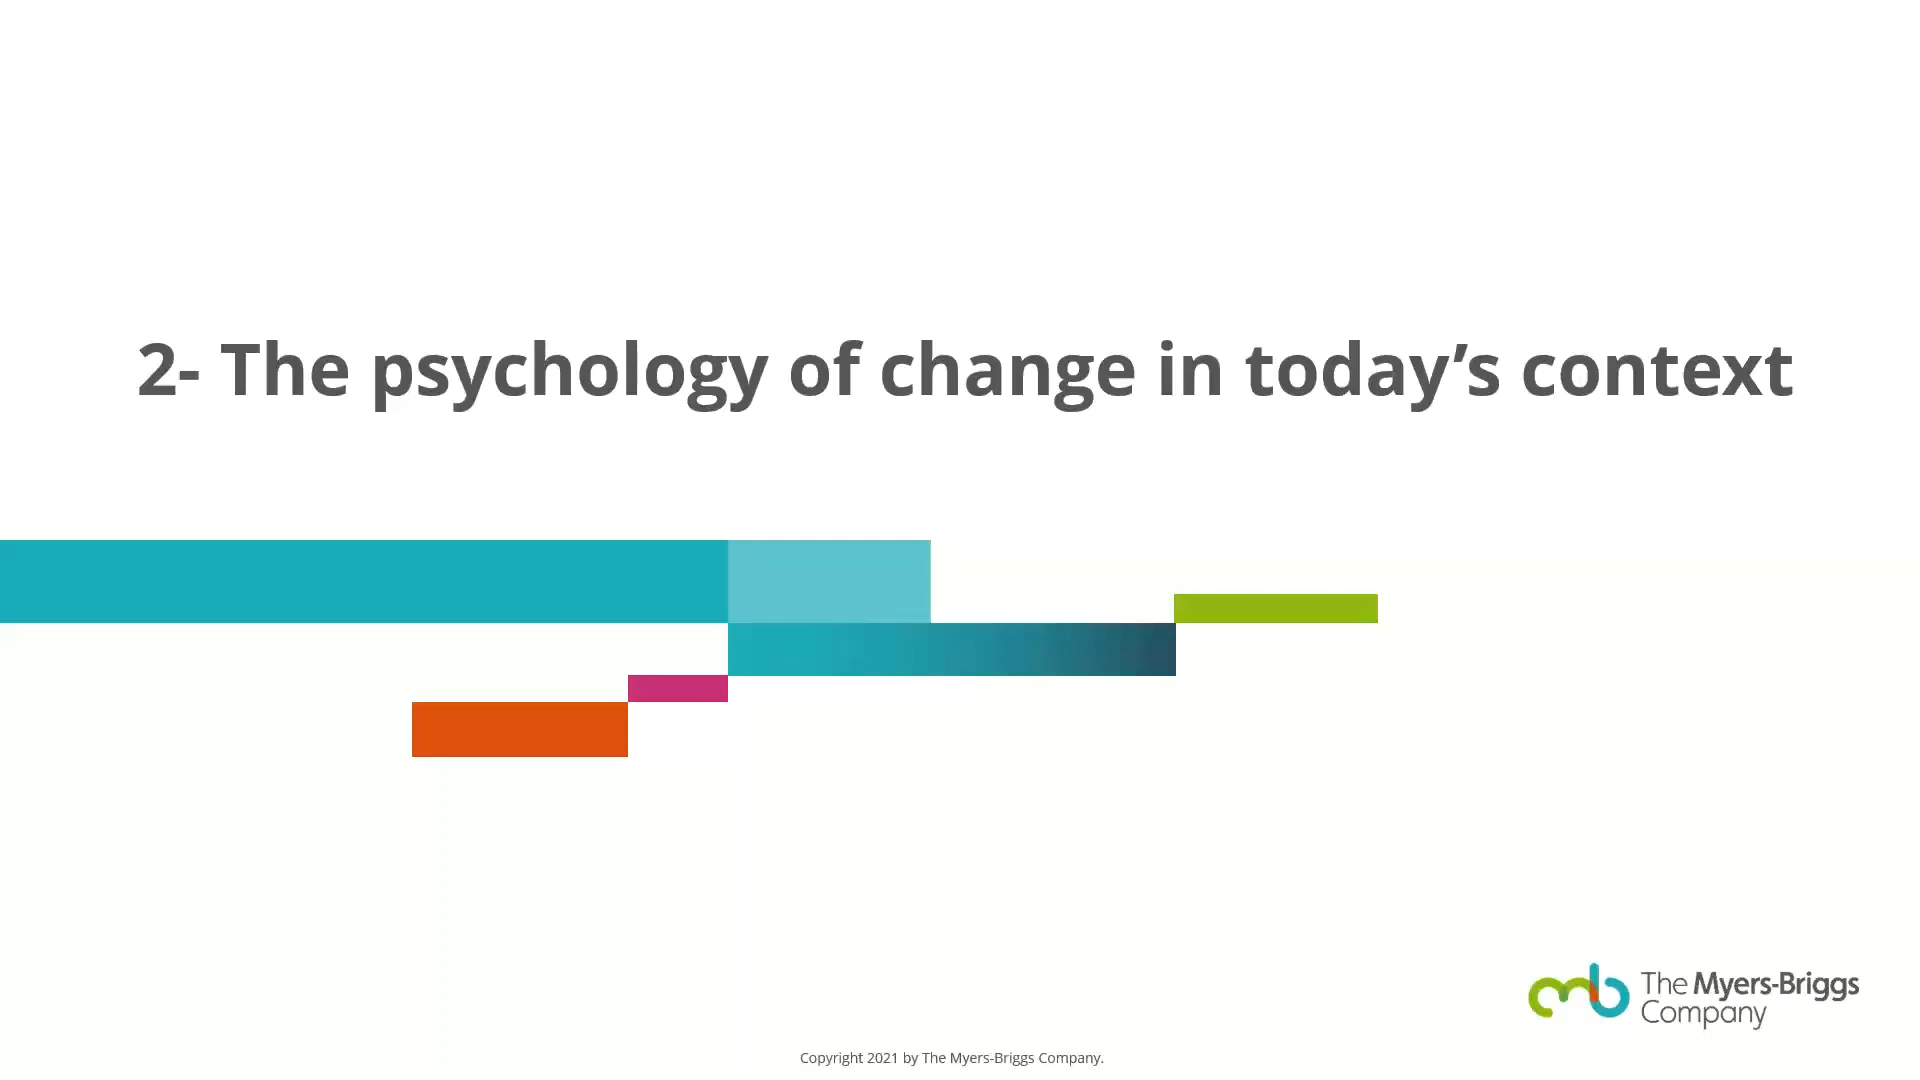 2- The psychology of change in today’s context
The Myers-Briggs
Company
Copyright 2021 by The Myers-Briggs Company.